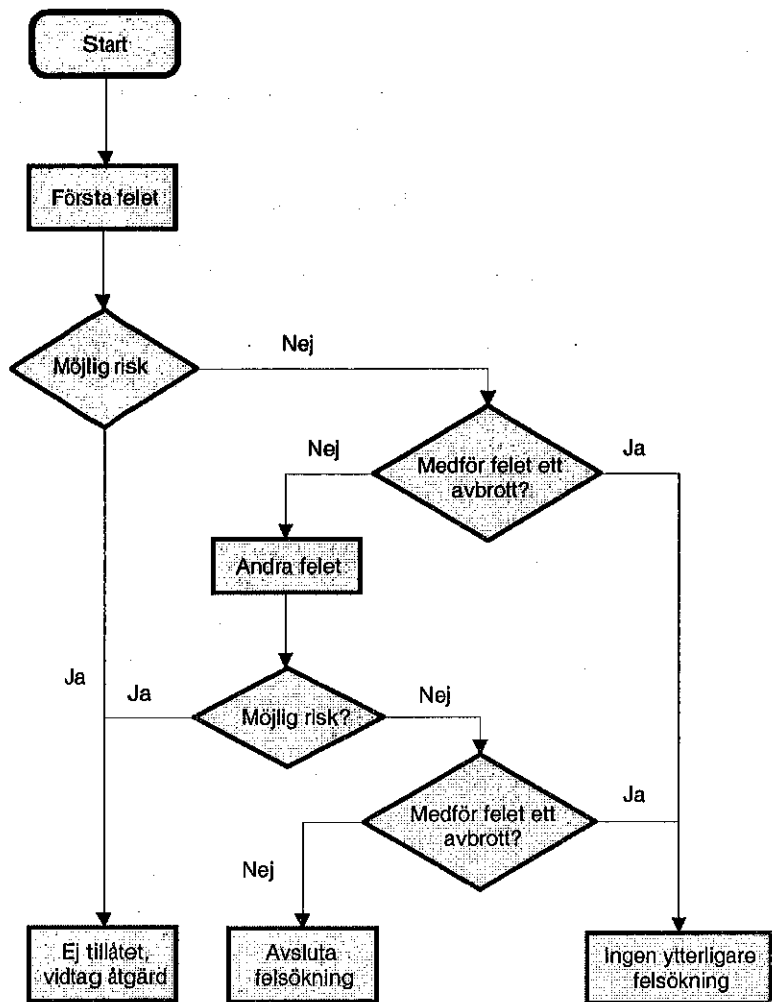 Start
Första felet
Möjlig risk
Nej
Medför felet ett
avbrott?
Nej
Ja
Andra felet
Ja
Ja
Möjlig risk?
Nej
Medför felet ett
avbrott?
Ja
Nej
Ej tillåtet,
vidtag åtgärd
Avsluta
felsökning
Ingen ytterligare
felsökning